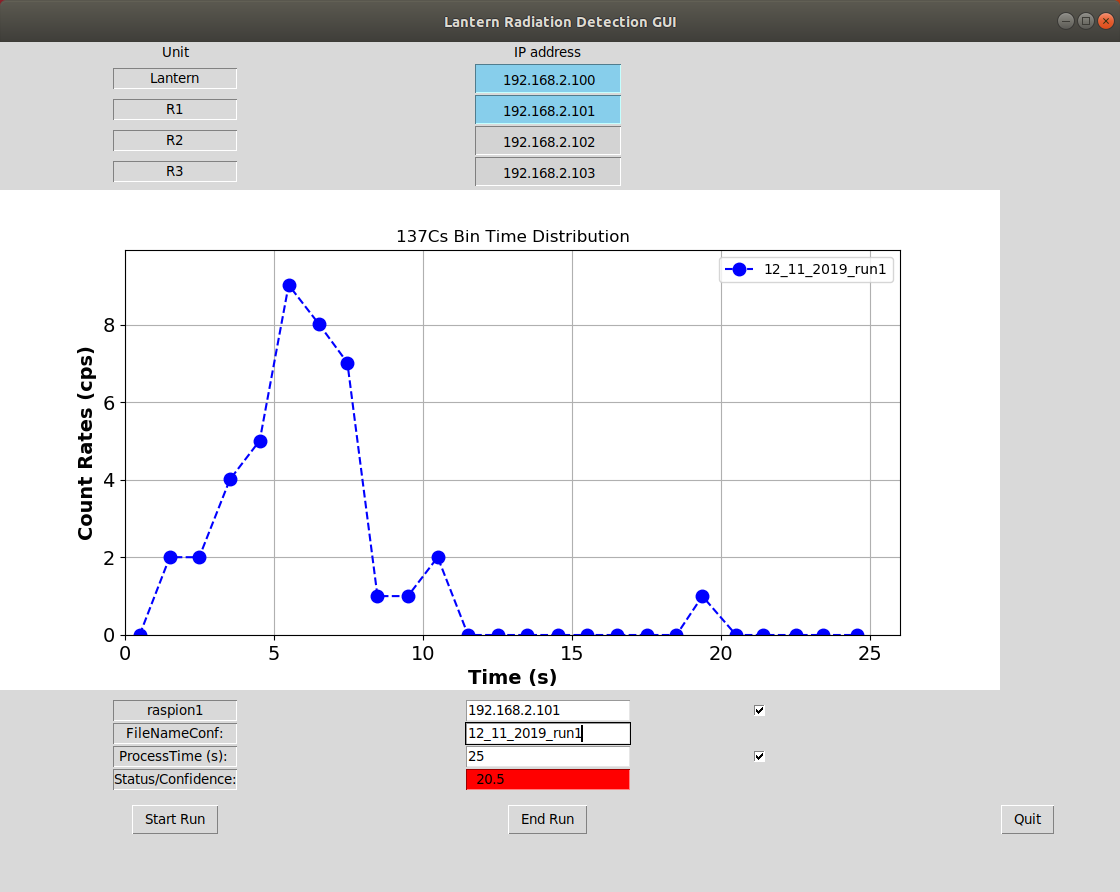 Lantern Radiation Detection GUI
Unit IP address
Lantern 192.168.2.100
R1 192.168.2.101
R2 192.168.2.102
R3 192.168.2.103
137Cs Bin Time Distribution
12_11_2019_run1
8
6
4
2
0
Count Rates (cps)
0 5 10 15 20 25
Time (s)
raspion1 192.168.2.101
FileNameConf: 12_11_2019_run1
ProcessTime (s): 25
Status/Confidence: 20.5
Start Run End Run Quit